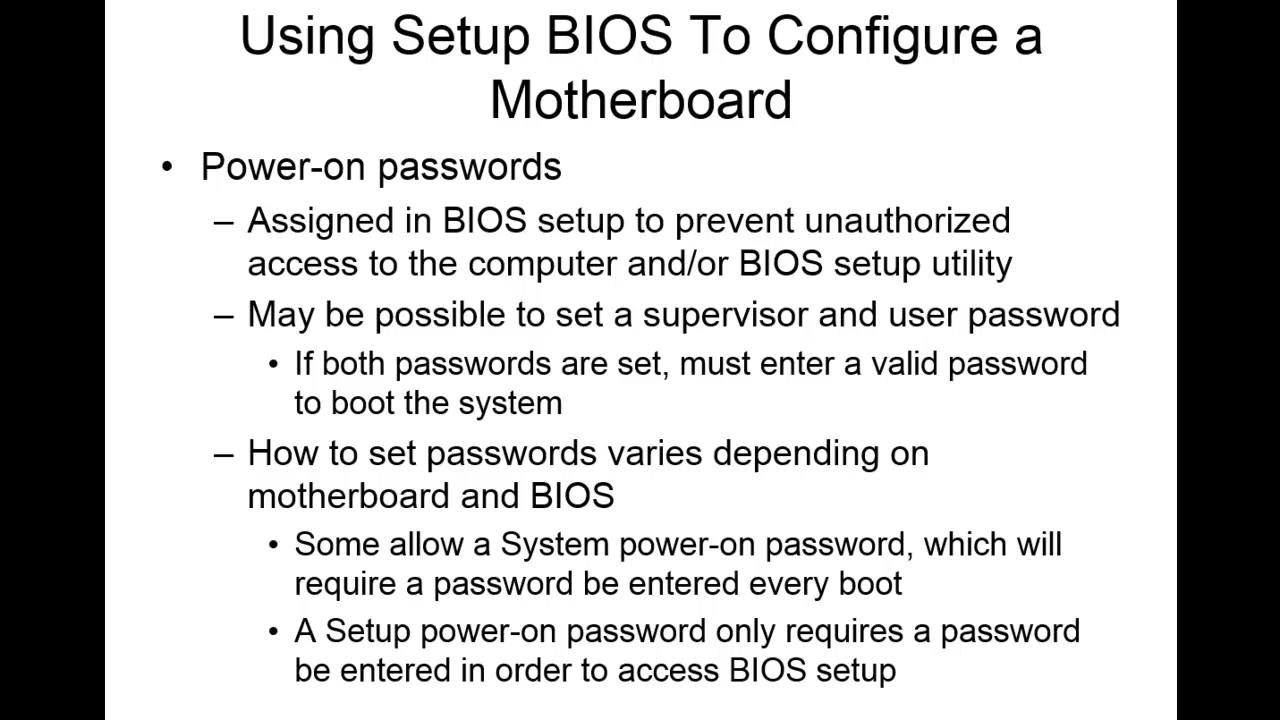 Using Setup BIOS To Configure a
Motherboard
• Power-on passwords
– Assigned in BIOS setup to prevent unauthorized
access to the computer and/or BIOS setup utility
– May be possible to set a supervisor and user password
• If both passwords are set, must enter a valid password
to boot the system
– How to set passwords varies depending on
motherboard and BIOS
• Some allow a System power-on password, which will
require a password be entered every boot
• A Setup power-on password only requires a password
be entered in order to access BIOS setup